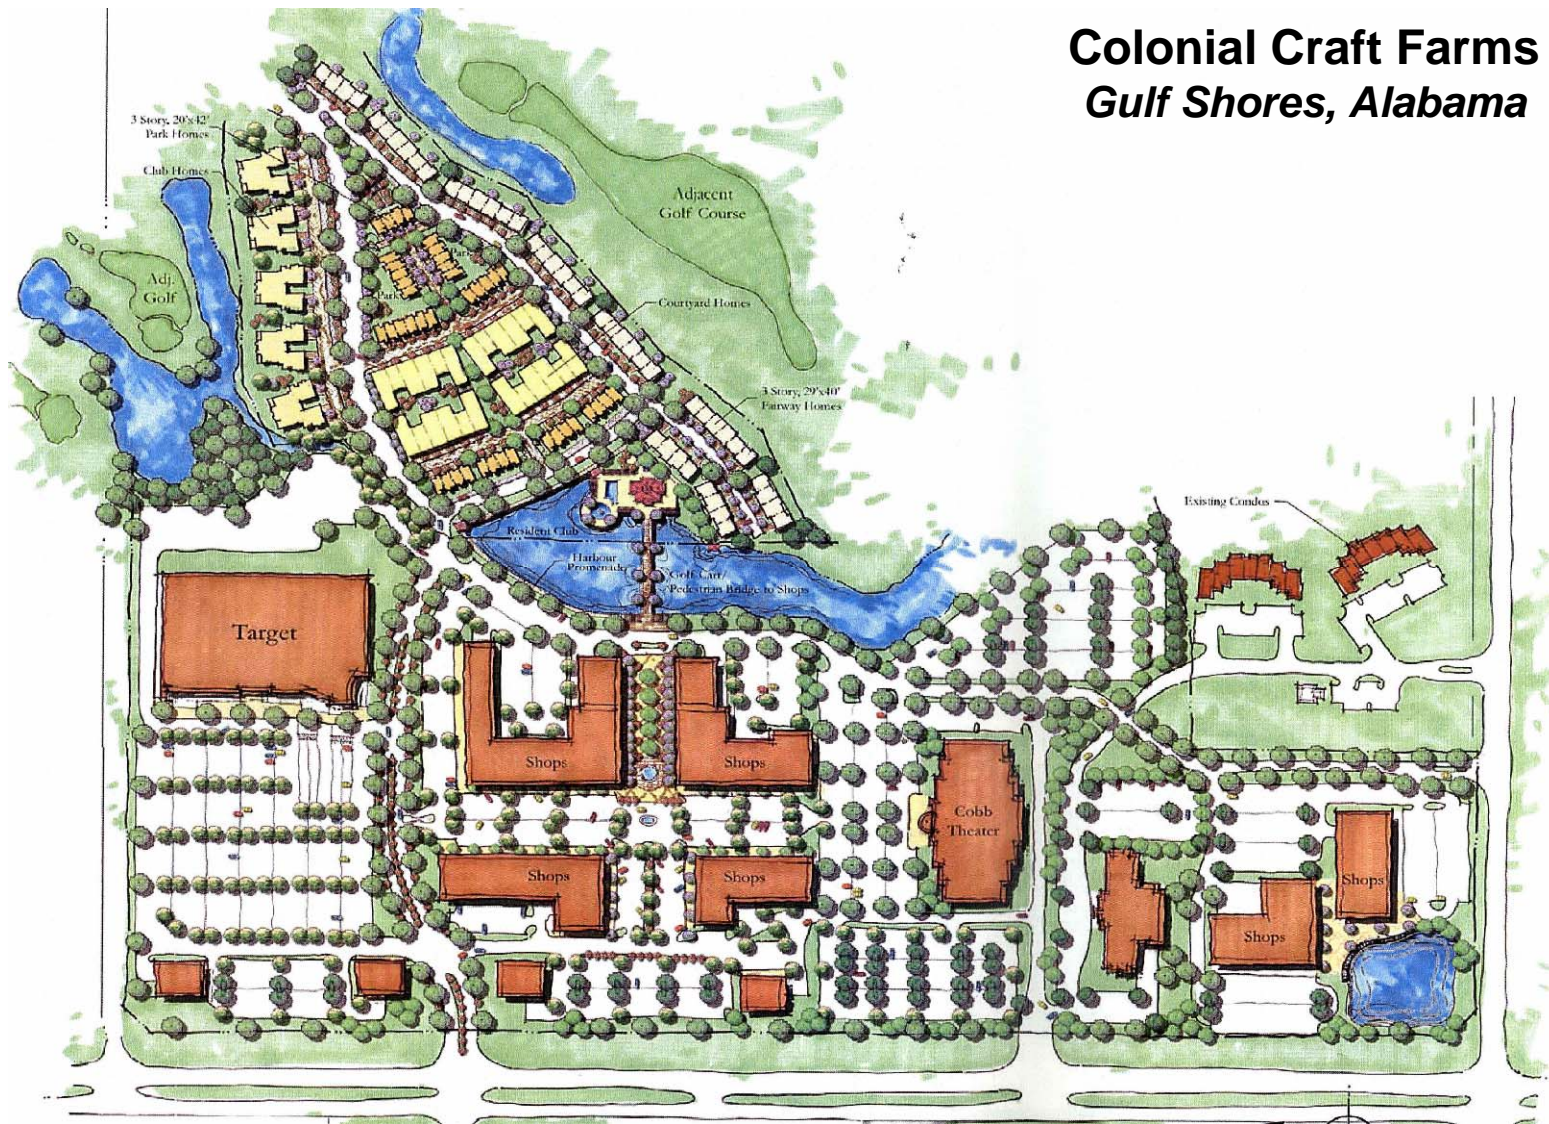 Colonial Craft Farms
Gulf Shores, Alabama
3 Story, 20'x42'
Park Homes
Club Homes
Adjacent
Golf Course
Adj.
Golf
Park
Park
Courtyard Homes
3 Story, 29'x40'
Fairway Homes
Existing Condos
Resident Club
Harbour
Promenade
Golf Cart/
Pedestrian Bridge to Shops
Target
Shops
Shops
Cobb
Theater
Shops
Shops
Shops
Shops